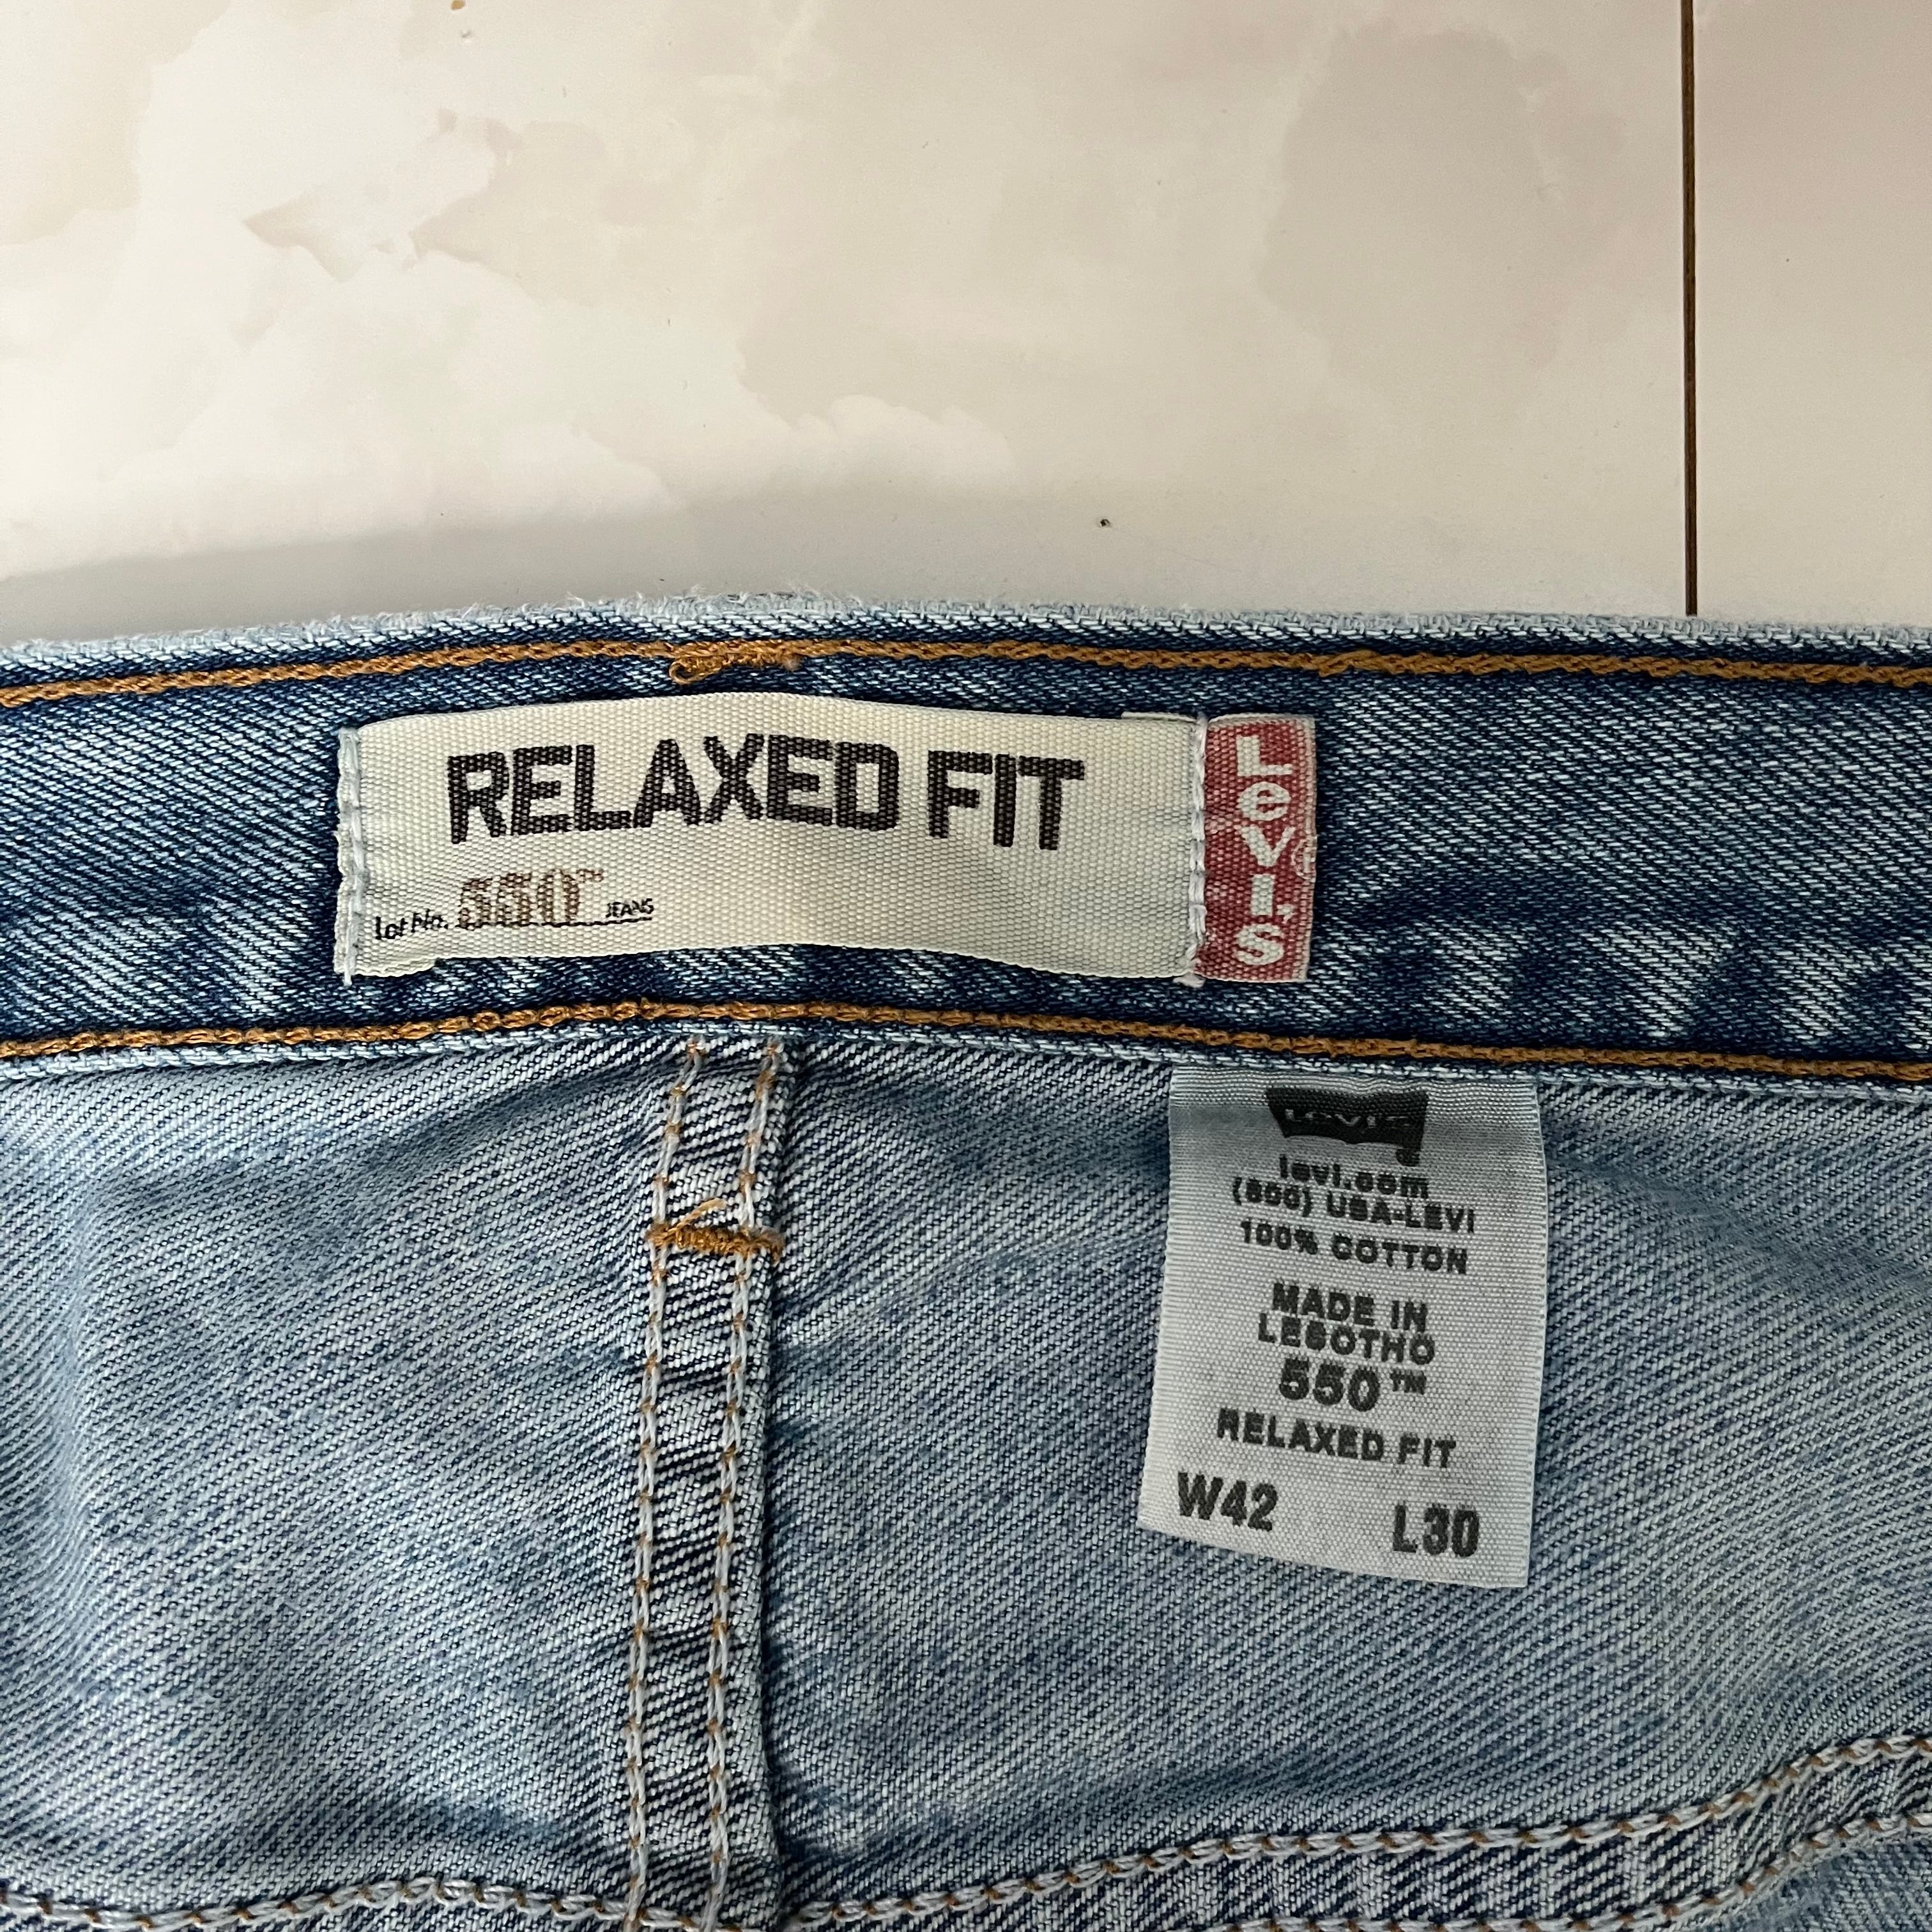 RELAXED FIT
Lot No. 550™ JEANS
Levi's®
Levi's
levi.com
(800) USA-LEVI
100% COTTON
MADE IN
LESOTHO
550™
RELAXED FIT
W42 L30